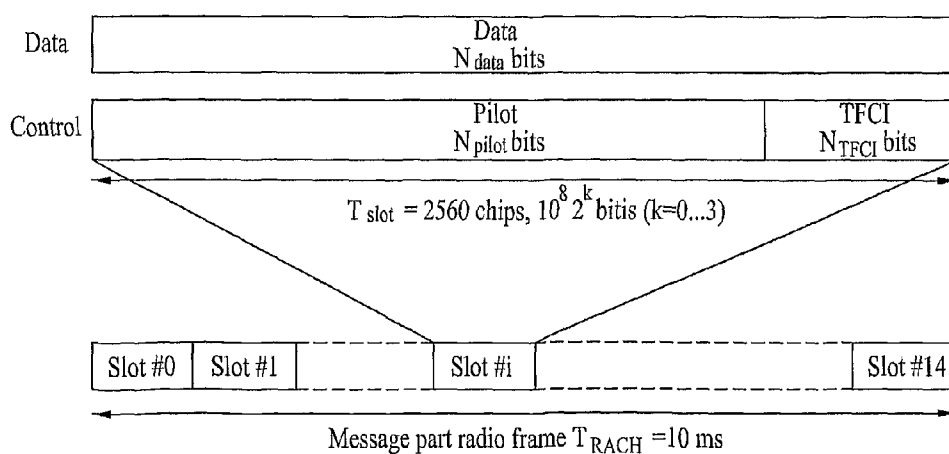 Data
Data
N data bits
Control
Pilot
N pilot bits
TFCI
N TFCI bits
T slot = 2560 chips, 10^8 2^k bitis (k=0...3)
Slot #0 Slot #1 Slot #i Slot #14
Message part radio frame T RACH =10 ms